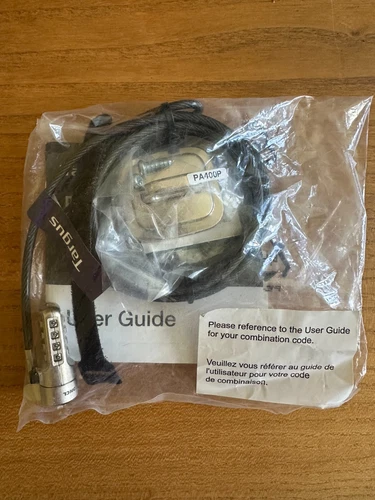 PA400P
Targus
User Guide
Please reference to the User Guide
for your combination code.
Veuillez vous référer au guide de
l'utilisateur pour votre code
de combinaison.